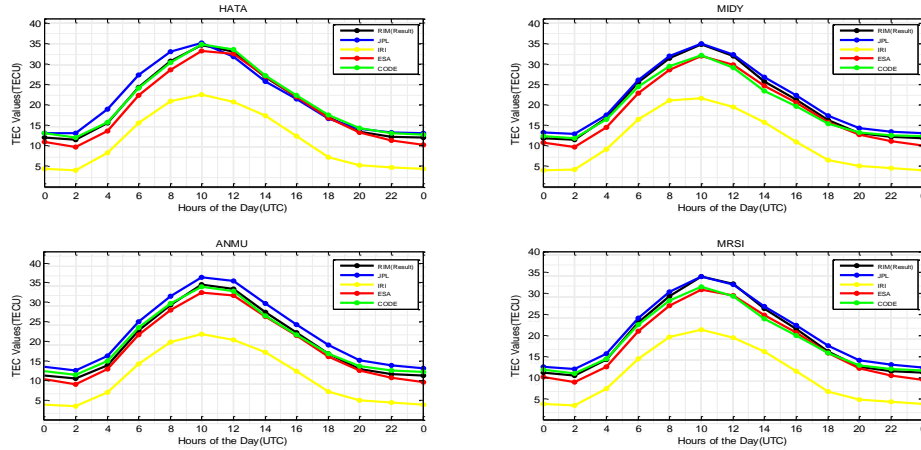 HATA
TEC Values(TECU)
35
30
25
20
15
10
5
0 2 4 6 8 10 12 14 16 18 20 22 0
Hours of the Day(UTC)
RIM(Result)
JPL
IRI
ESA
CODE
MIDY
TEC Values(TECU)
40
35
30
25
20
15
10
5
0 2 4 6 8 10 12 14 16 18 20 22 0
Hours of the Day(UTC)
RIM(Result)
JPL
IRI
ESA
CODE
ANMU
TEC Values(TECU)
40
35
30
25
20
15
10
5
0 2 4 6 8 10 12 14 16 18 20 22 0
Hours of the Day(UTC)
RIM(Result)
JPL
IRI
ESA
CODE
MRSI
TEC Values(TECU)
40
35
30
25
20
15
10
5
0 2 4 6 8 10 12 14 16 18 20 22 0
Hours of the Day(UTC)
RIM(Result)
JPL
IRI
ESA
CODE